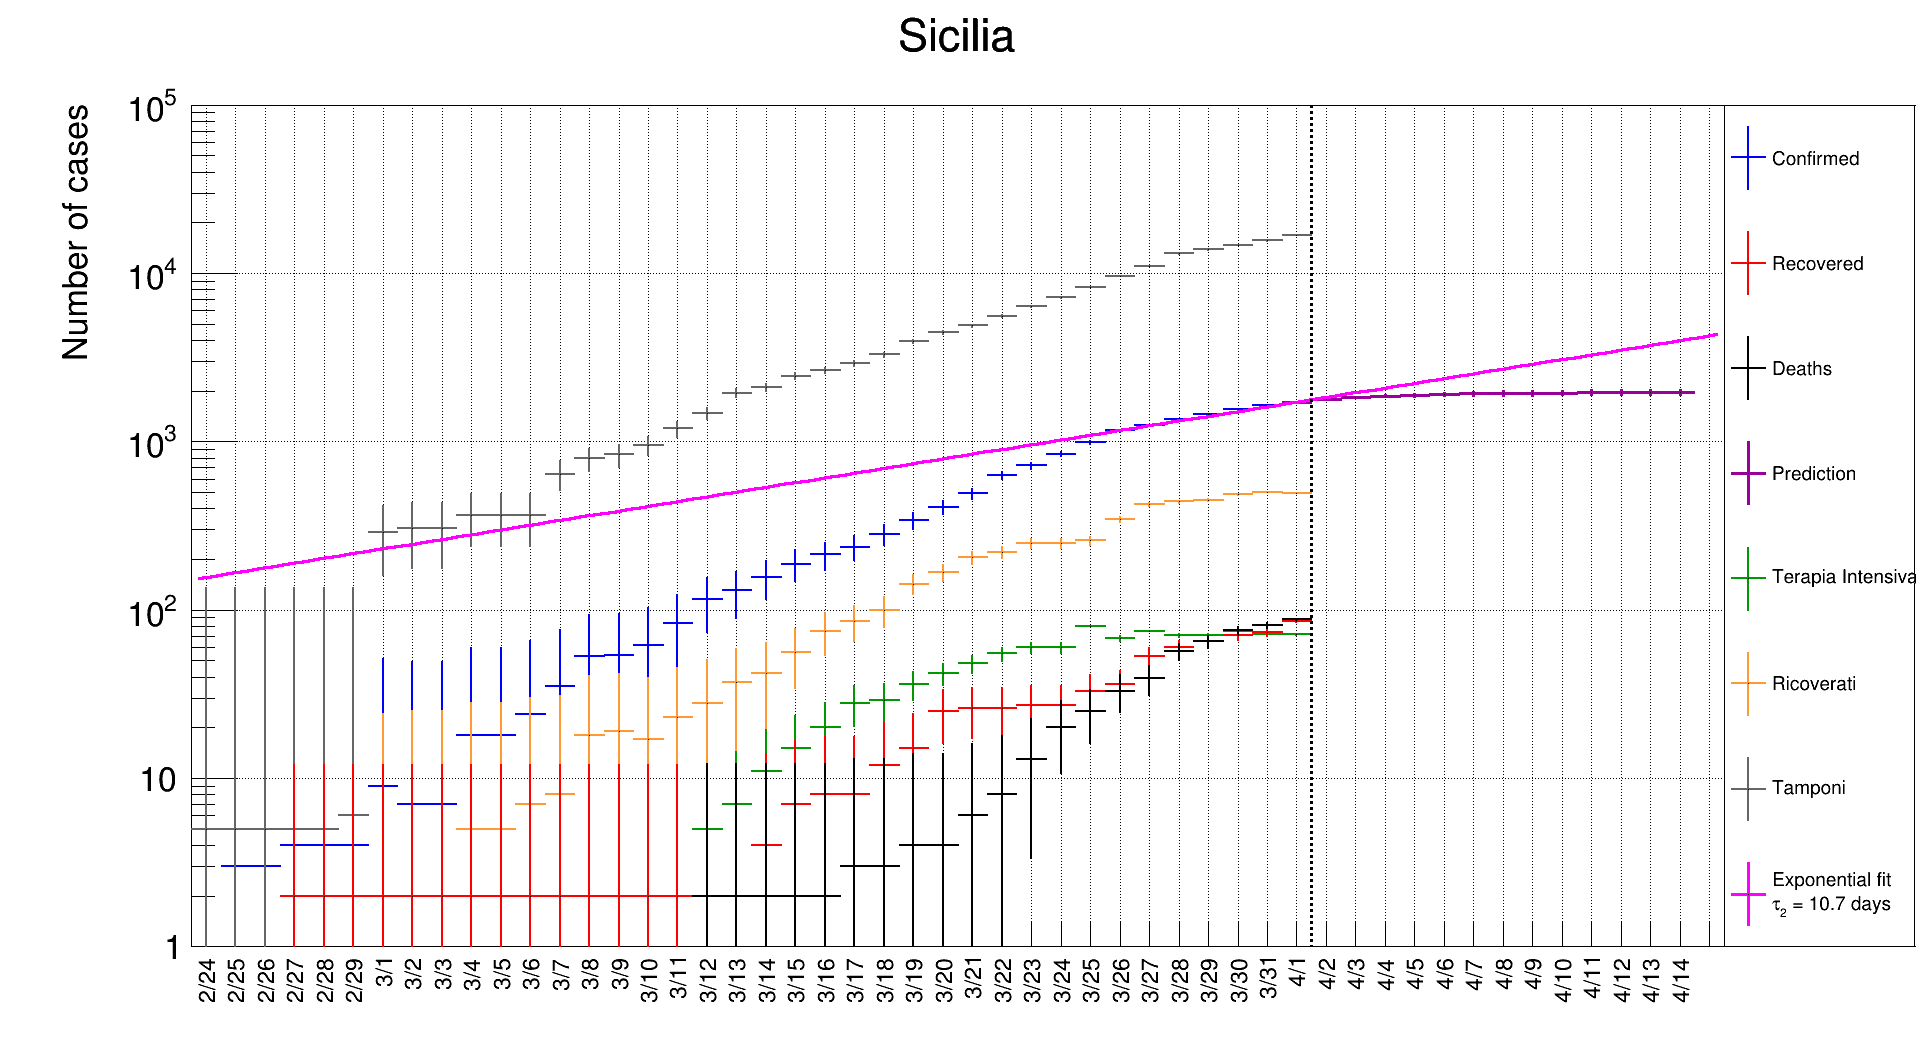 Sicilia
Number of cases
10^5
10^4
10^3
10^2
10
1
2/24 2/25 2/26 2/27 2/28 2/29 3/1 3/2 3/3 3/4 3/5 3/6 3/7 3/8 3/9 3/10 3/11 3/12 3/13 3/14 3/15 3/16 3/17 3/18 3/19 3/20 3/21 3/22 3/23 3/24 3/25 3/26 3/27 3/28 3/29 3/30 3/31 4/1 4/2 4/3 4/4 4/5 4/6 4/7 4/8 4/9 4/10 4/11 4/12 4/13 4/14
Confirmed
Recovered
Deaths
Prediction
Terapia Intensiva
Ricoverati
Tamponi
Exponential fit
τ₂ = 10.7 days